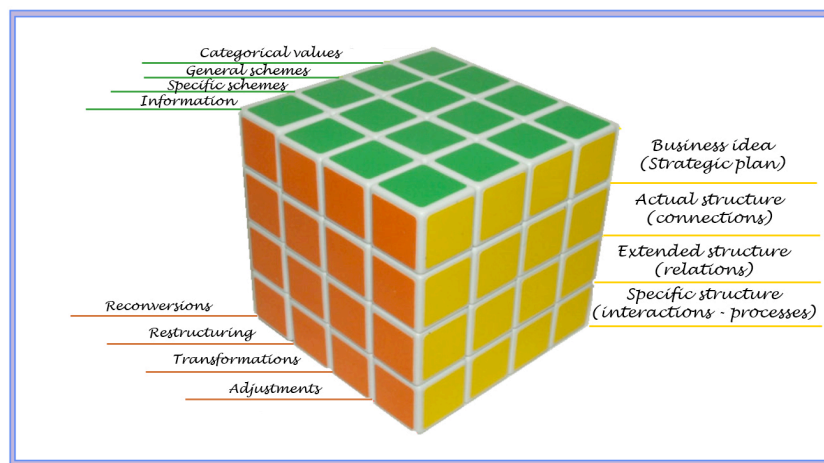 Categorical values
General schemes
Specific schemes
Information
Business idea
(Strategic plan)
Actual structure
(connections)
Extended structure
(relations)
Specific structure
(interactions - processes)
Reconversions
Restructuring
Transformations
Adjustments